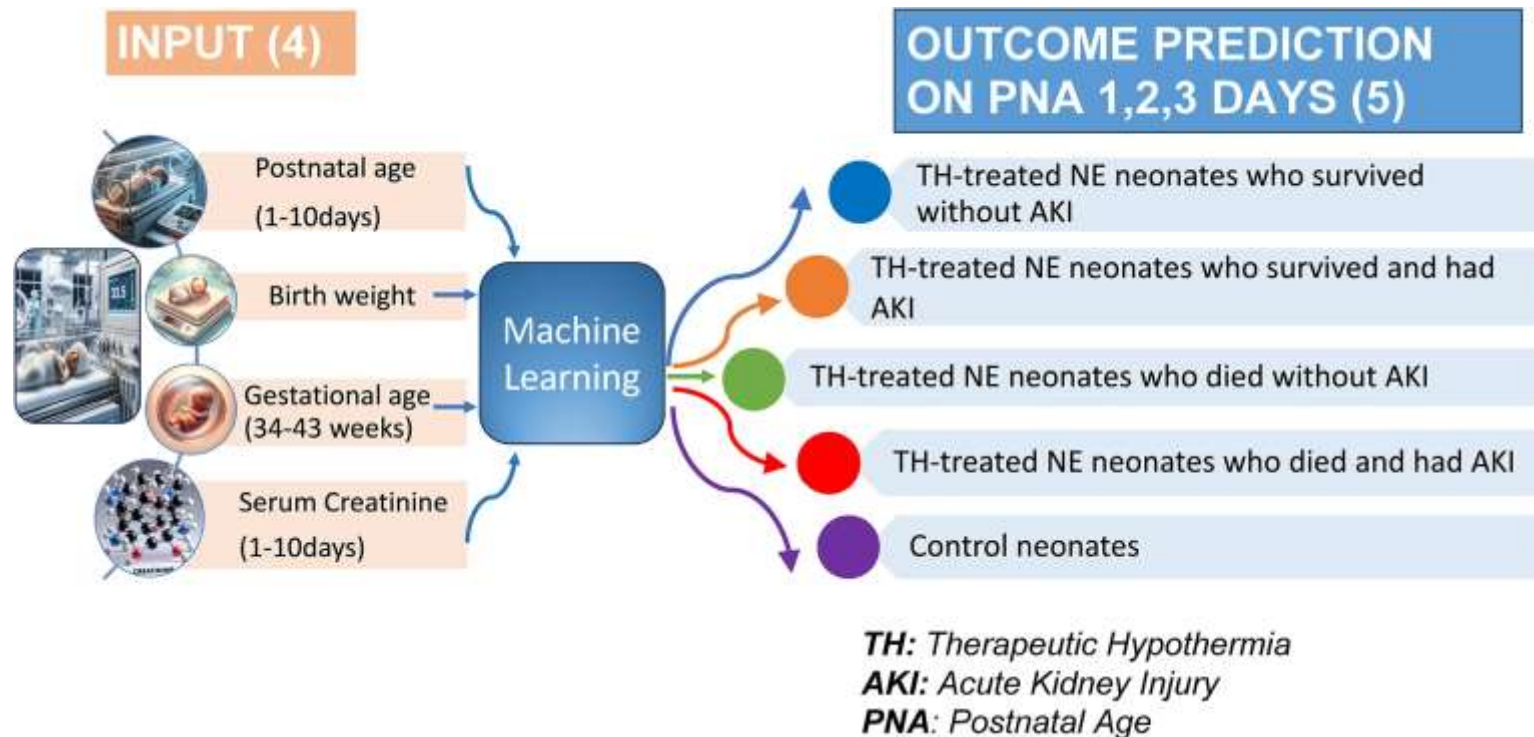 INPUT (4)
OUTCOME PREDICTION
ON PNA 1,2,3 DAYS (5)
Postnatal age
(1-10days)
Birth weight
Gestational age
(34-43 weeks)
Serum Creatinine
(1-10days)
Machine
Learning
TH-treated NE neonates who survived
without AKI
TH-treated NE neonates who survived and had
AKI
TH-treated NE neonates who died without AKI
TH-treated NE neonates who died and had AKI
Control neonates
TH: Therapeutic Hypothermia
AKI: Acute Kidney Injury
PNA: Postnatal Age